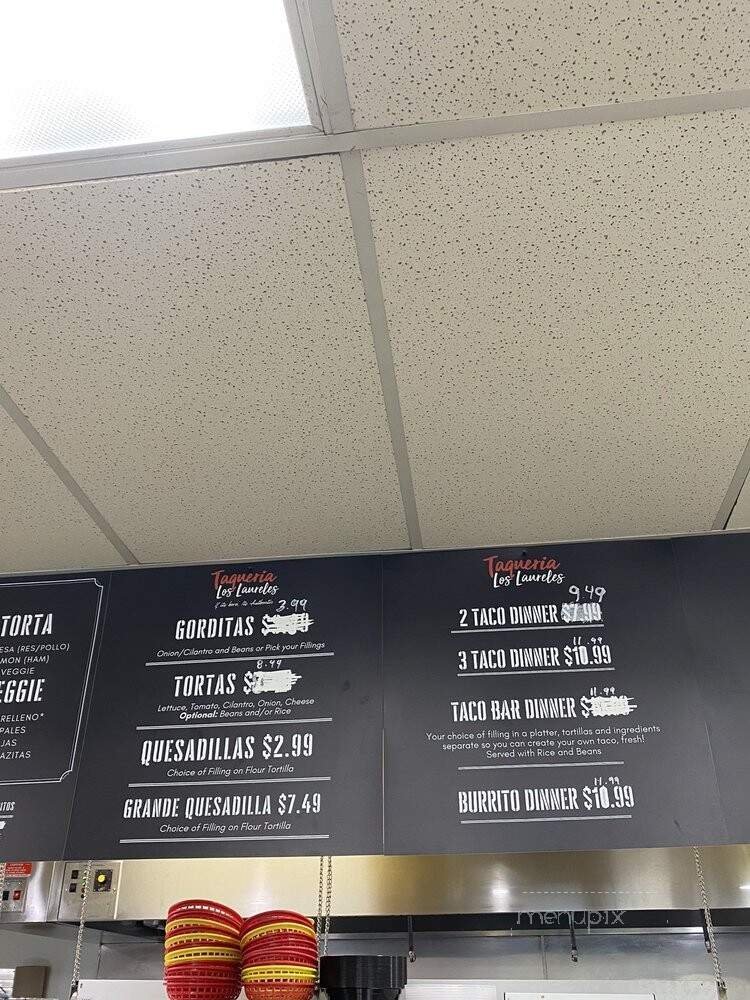 TORTA
ESA (RES/POLLO)
MON (HAM)
VEGGIE
EGGIE
RELLENO*
PALES
JAS
AZITAS
ITOS
Taqueria
Los Laureles
3.99
GORDITAS $
Onion/Cilantro and Beans or Pick your Fillings
8.49
TORTAS $
Lettuce, Tomato, Cilantro, Onion, Cheese
Optional: Beans and/or Rice
QUESADILLAS $2.99
Choice of Filling on Flour Tortilla
GRANDE QUESADILLA $7.49
Choice of Filling on Flour Tortilla
Taqueria
Los Laureles
9.49
2 TACO DINNER $7.99
11.99
3 TACO DINNER $10.99
11.99
TACO BAR DINNER $
Your choice of filling in a platter, tortillas and ingredients
separate so you can create your own taco, fresh!
Served with Rice and Beans
11.99
BURRITO DINNER $10.99
menupix